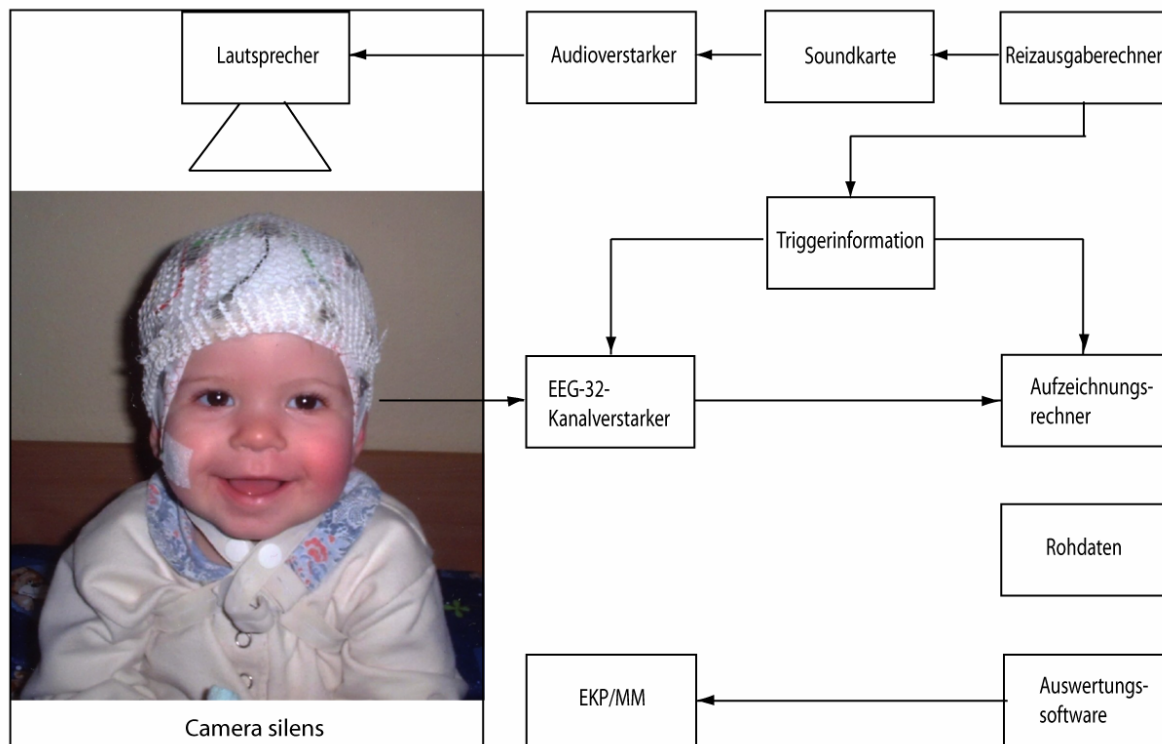 Lautsprecher
Audioverstarker
Soundkarte
Reizausgaberechner
Triggerinformation
EEG-32-
Kanalverstarker
Aufzeichnungs-
rechner
Rohdaten
EKP/MM
Auswertungs-
software
Camera silens